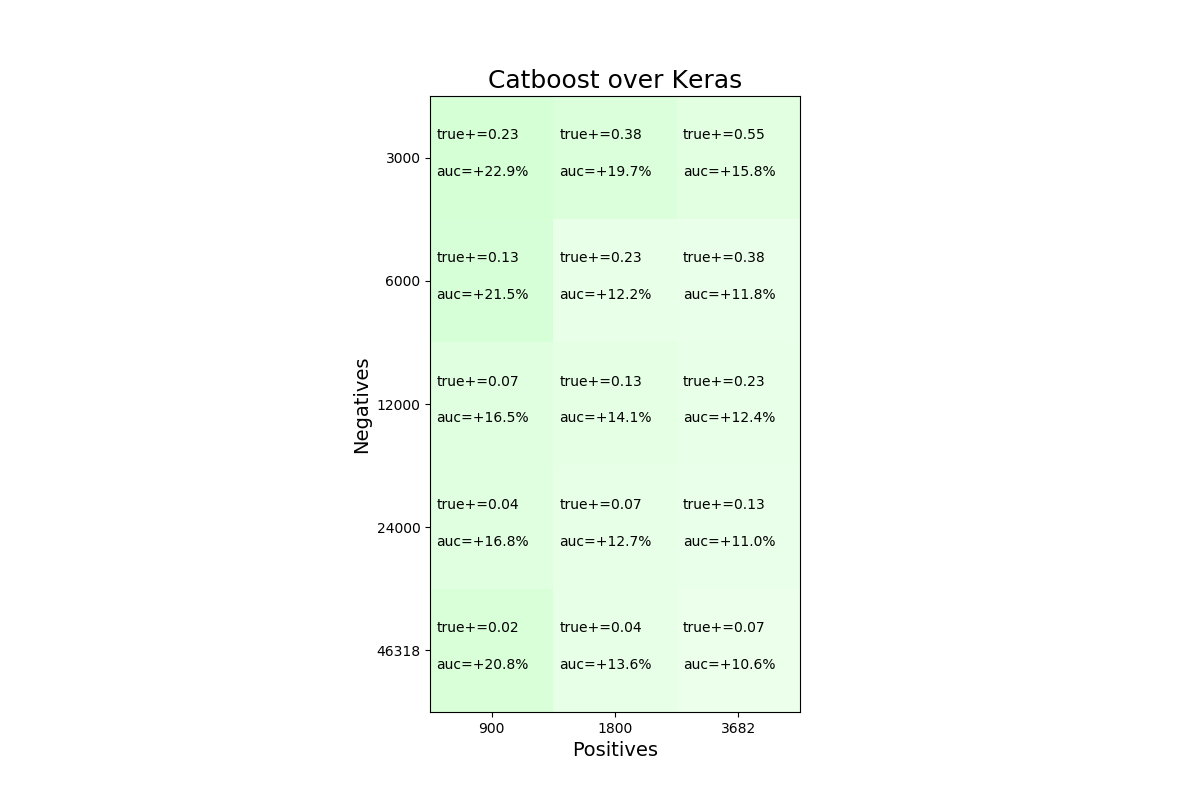 Catboost over Keras
Negatives
3000
true+=0.23 true+=0.38 true+=0.55
auc=+22.9% auc=+19.7% auc=+15.8%
6000
true+=0.13 true+=0.23 true+=0.38
auc=+21.5% auc=+12.2% auc=+11.8%
12000
true+=0.07 true+=0.13 true+=0.23
auc=+16.5% auc=+14.1% auc=+12.4%
24000
true+=0.04 true+=0.07 true+=0.13
auc=+16.8% auc=+12.7% auc=+11.0%
46318
true+=0.02 true+=0.04 true+=0.07
auc=+20.8% auc=+13.6% auc=+10.6%
900 1800 3682
Positives